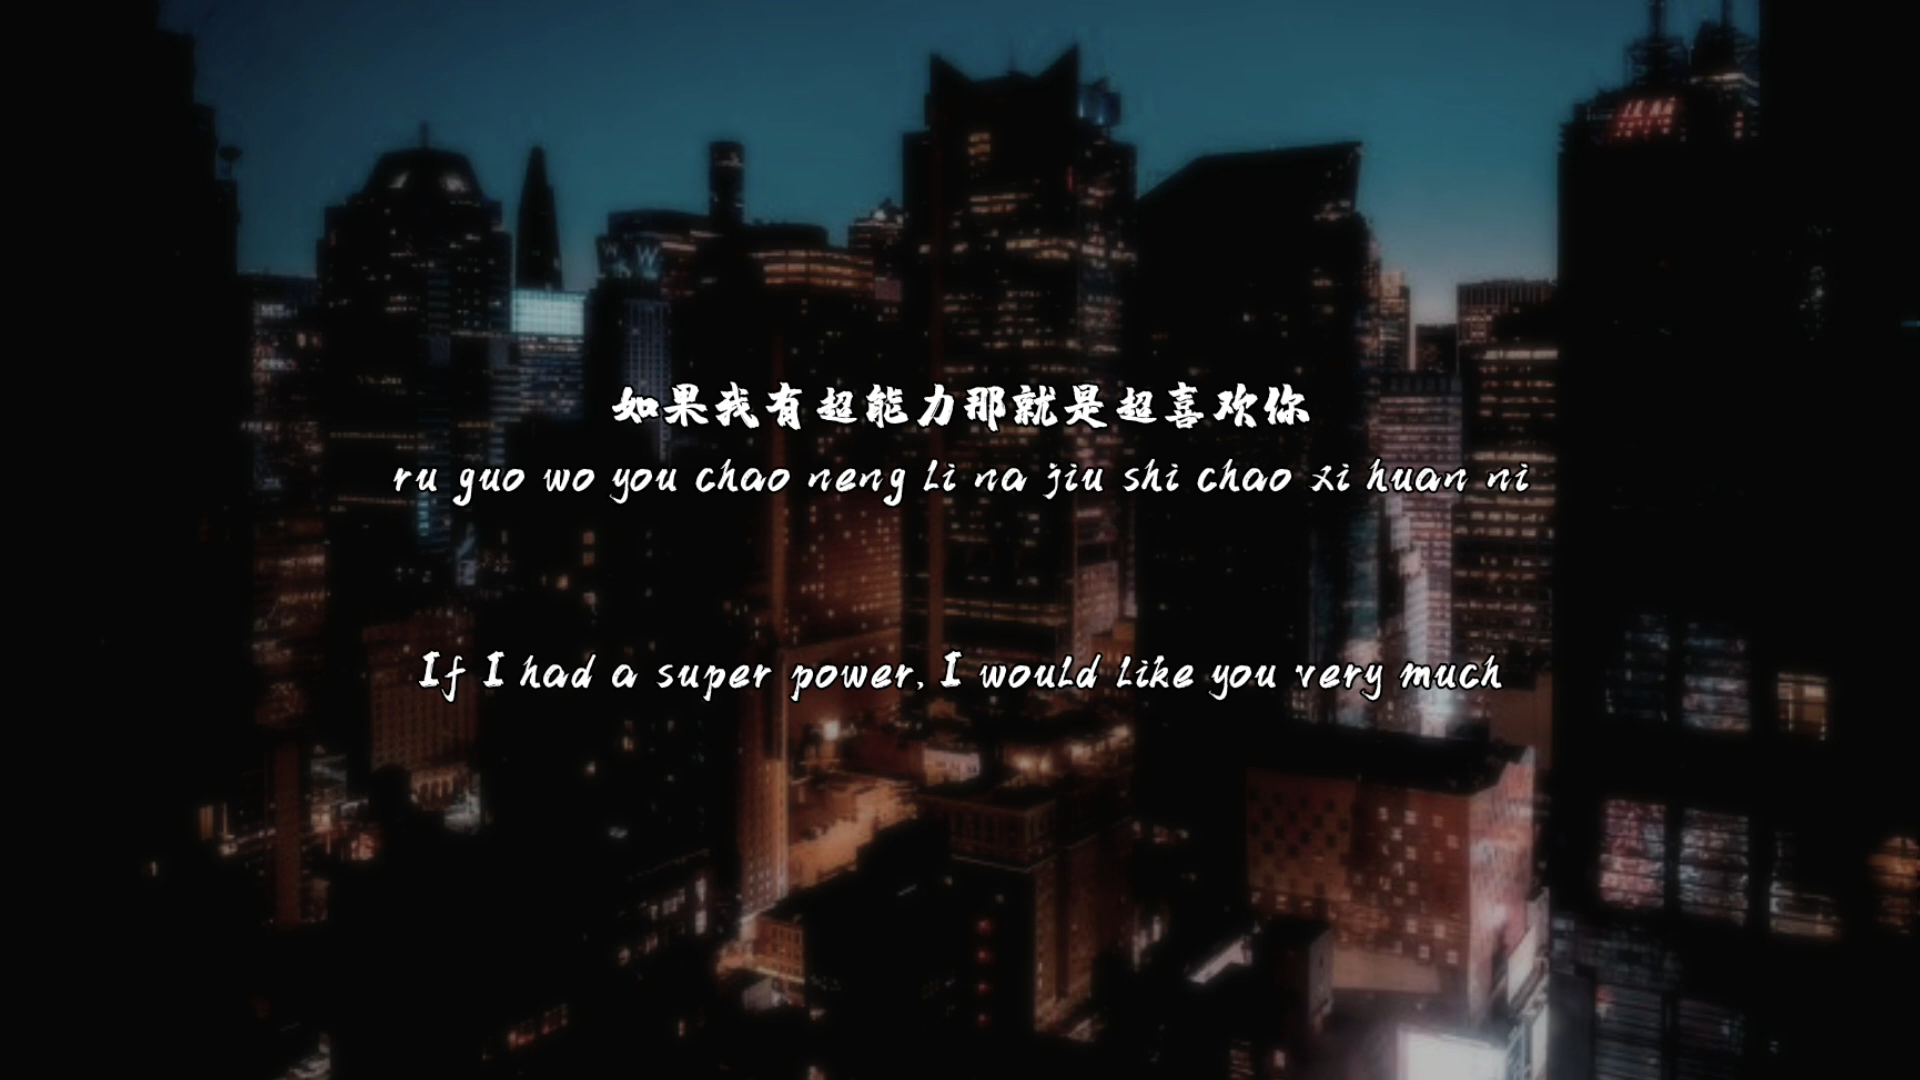 如果我有超能力那就是超喜欢你
ru guo wo you chao neng li na jiu shi chao xi huan ni
If I had a super power, I would like you very much